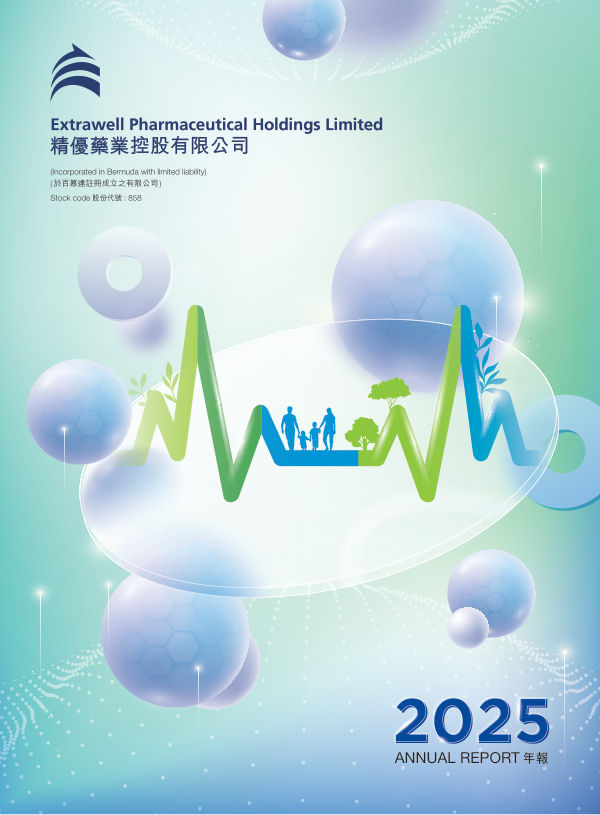 Extrawell Pharmaceutical Holdings Limited
精優藥業控股有限公司
(Incorporated in Bermuda with limited liability)
(於百慕達註冊成立之有限公司)
Stock code 股份代號 : 858
2025
ANNUAL REPORT 年報